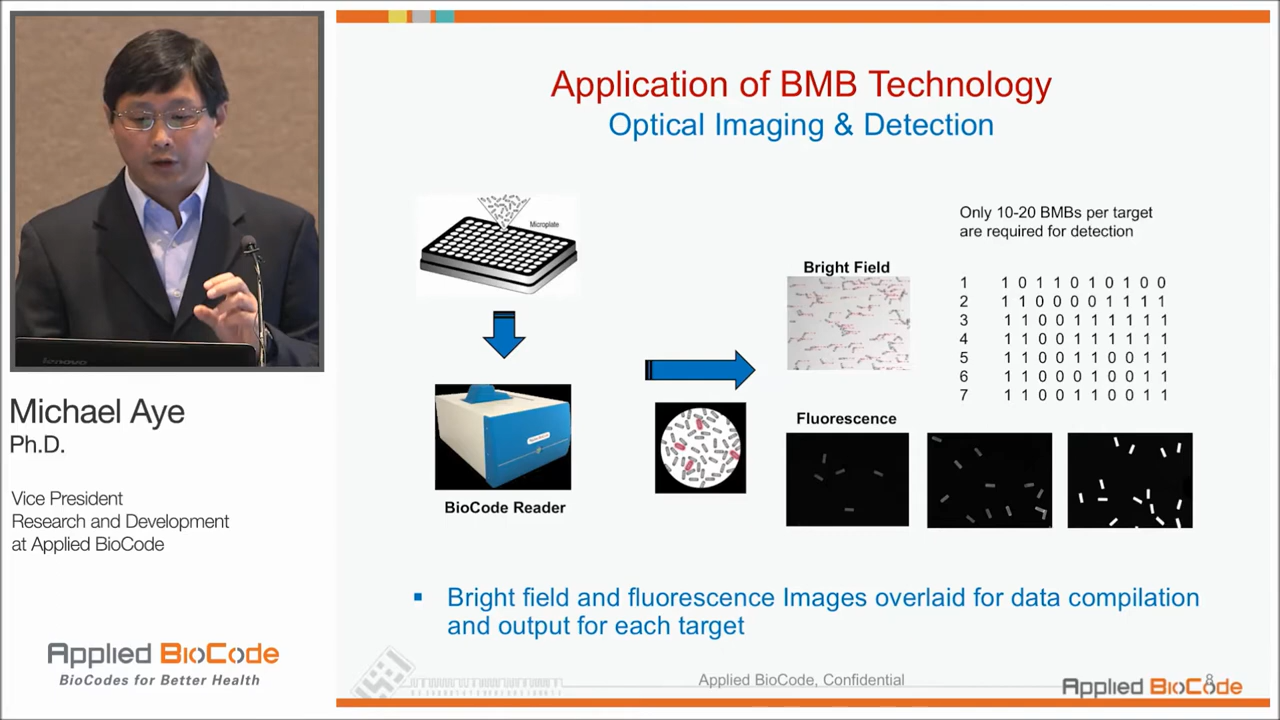 Application of BMB Technology
Optical Imaging & Detection
Microplate
BioCode Reader
Bright Field
Fluorescence
Only 10-20 BMBs per target
are required for detection
1 1 0 1 1 0 1 0 1 0 0
2 1 1 0 0 0 0 1 1 1 1
3 1 1 0 0 1 1 1 1 1 1
4 1 1 0 0 1 1 1 1 1 1
5 1 1 0 0 1 1 0 0 1 1
6 1 1 0 0 0 1 0 0 1 1
7 1 1 0 0 1 1 0 0 1 1
▪ Bright field and fluorescence Images overlaid for data compilation
and output for each target
Applied BioCode, Confidential
8
Applied BioCode
lenovo
Michael Aye
Ph.D.
Vice President
Research and Development
at Applied BioCode
Applied BioCode
BioCodes for Better Health